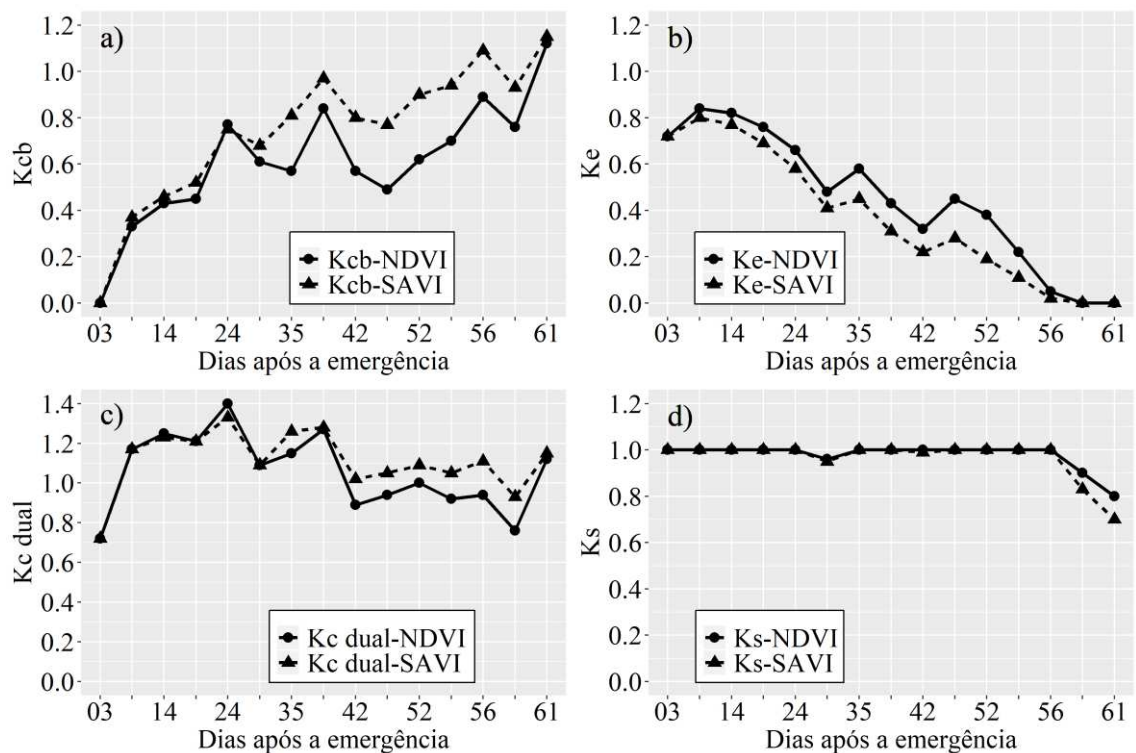 a)
Kcb
1.2
1.0
0.8
0.6
0.4
0.2
0.0
Kcb-NDVI
Kcb-SAVI
03 14 24 35 42 52 56 61
Dias após a emergência
b)
Ke
1.2
1.0
0.8
0.6
0.4
0.2
0.0
Ke-NDVI
Ke-SAVI
03 14 24 35 42 52 56 61
Dias após a emergência
c)
Kc dual
1.4
1.2
1.0
0.8
0.6
0.4
0.2
0.0
Kc dual-NDVI
Kc dual-SAVI
03 14 24 35 42 52 56 61
Dias após a emergência
d)
Ks
1.2
1.0
0.8
0.6
0.4
0.2
0.0
Ks-NDVI
Ks-SAVI
03 14 24 35 42 52 56 61
Dias após a emergência